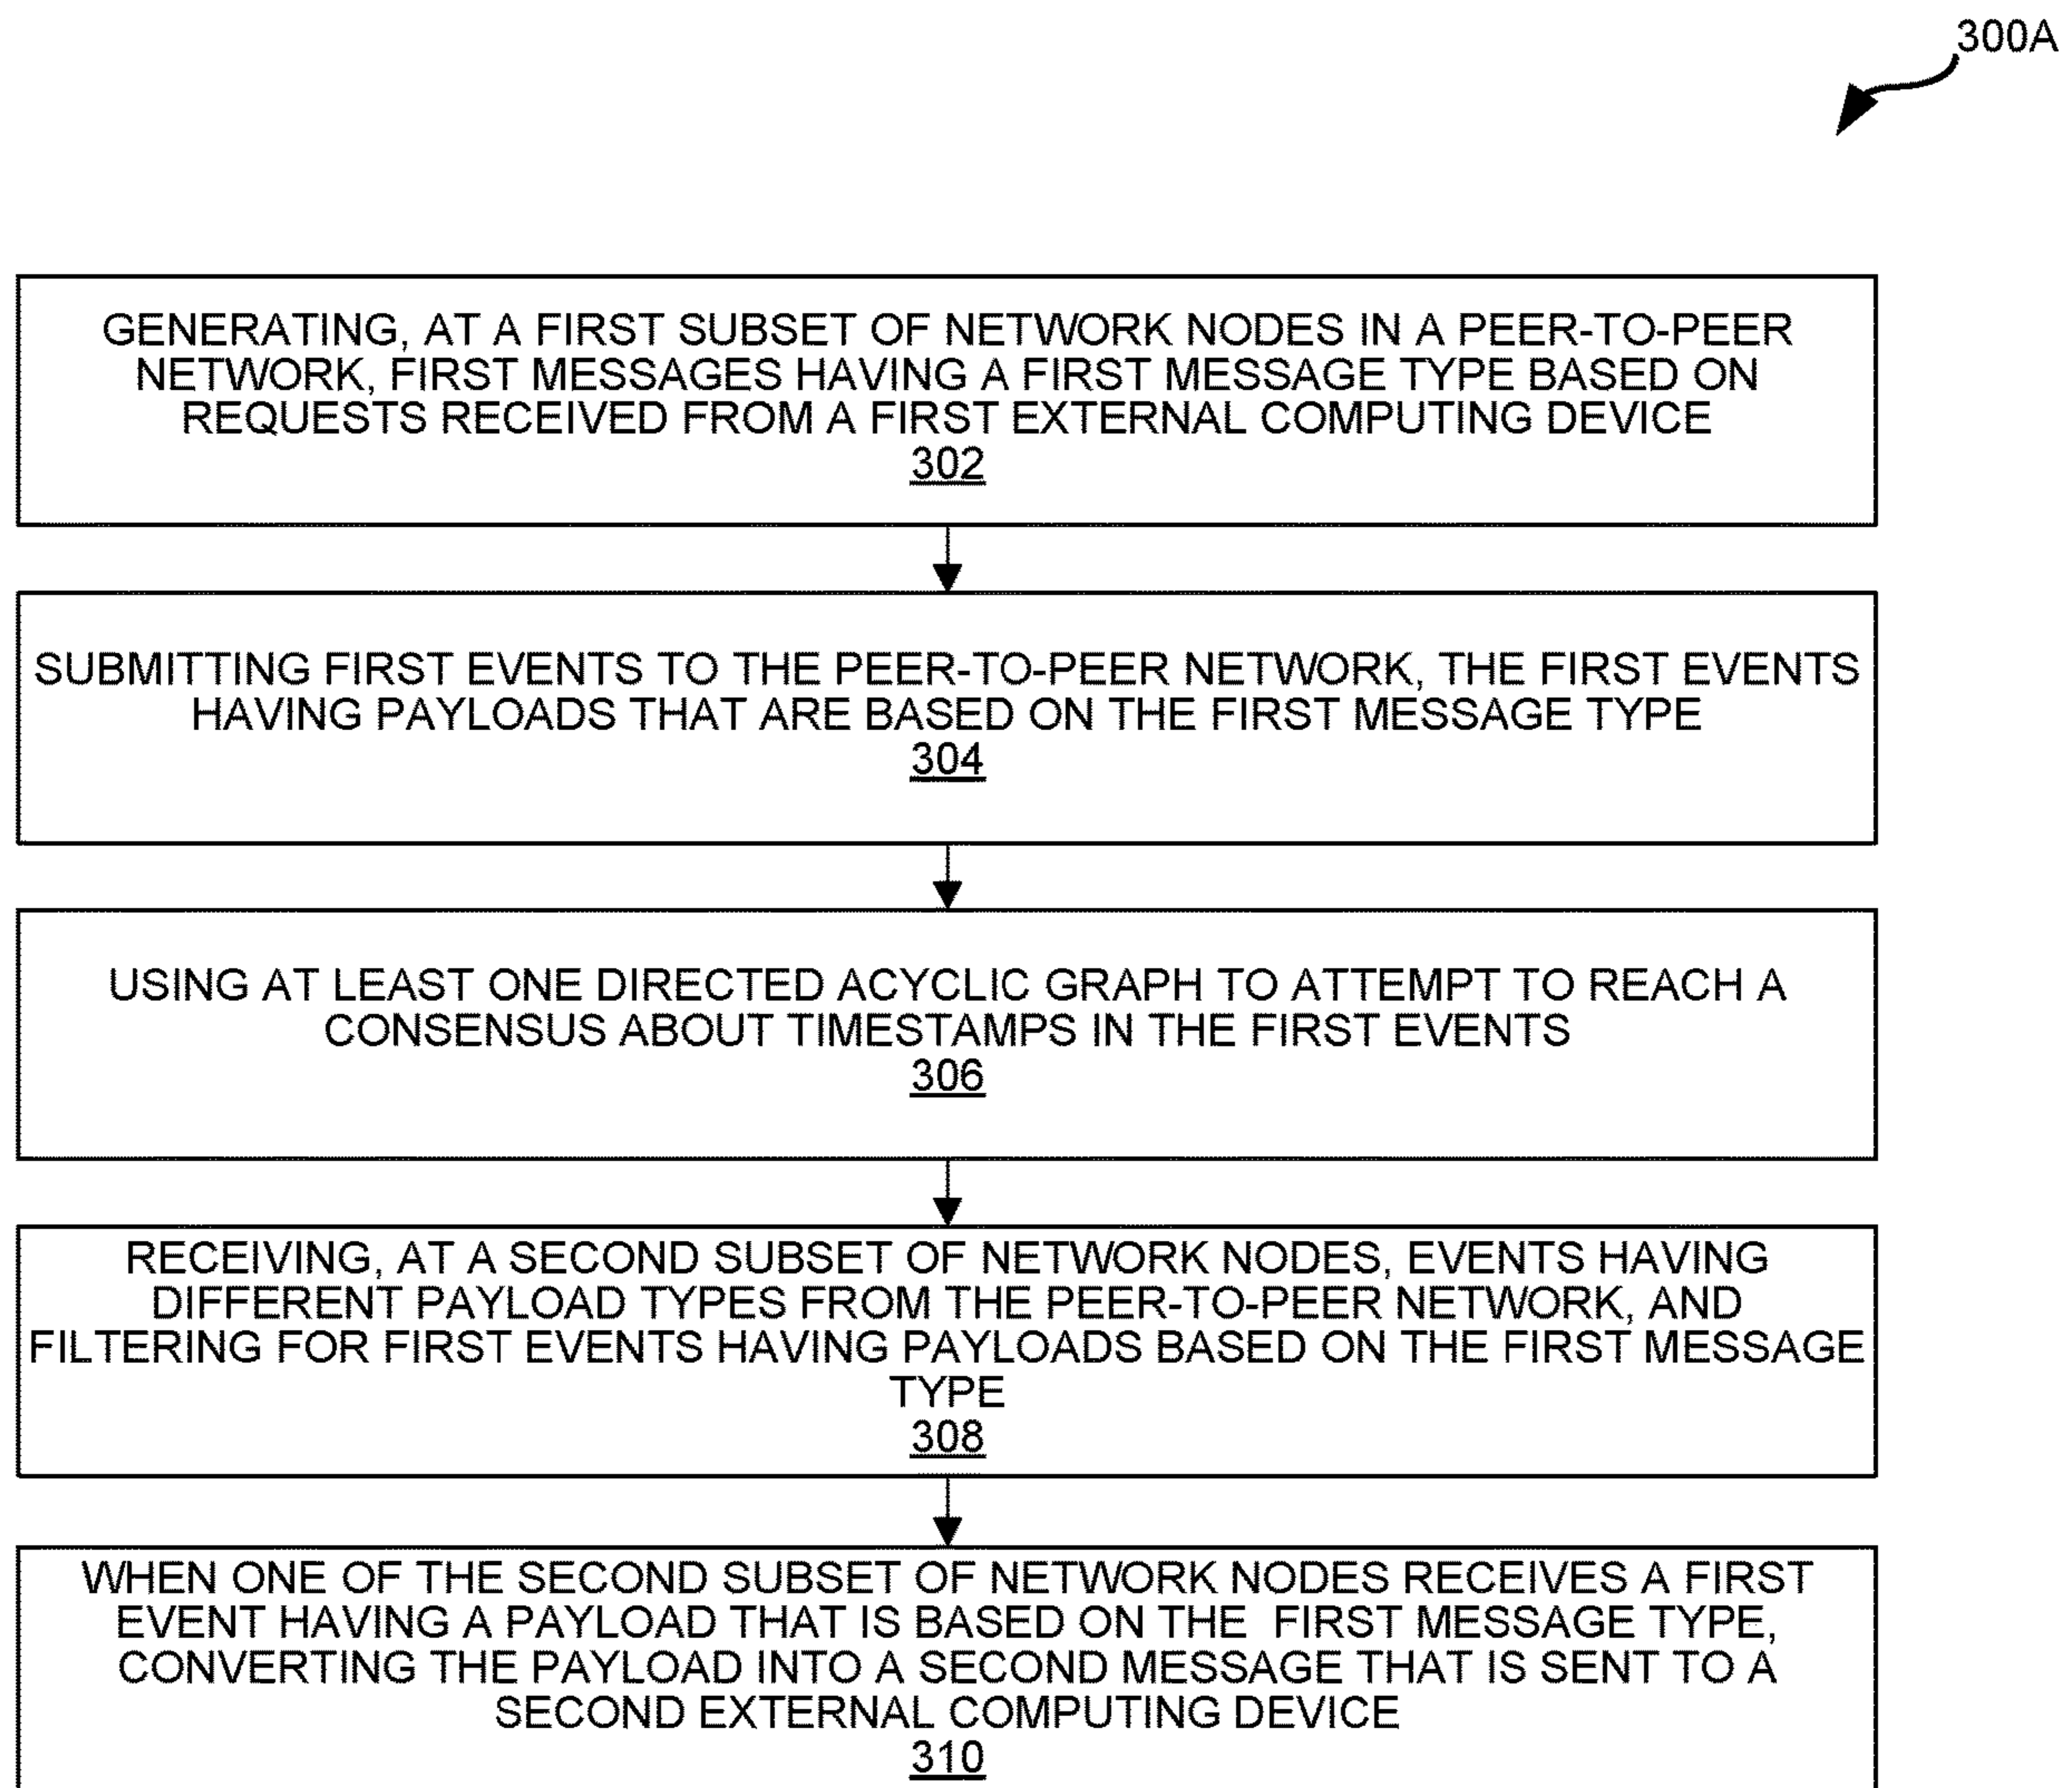 300A
GENERATING, AT A FIRST SUBSET OF NETWORK NODES IN A PEER-TO-PEER
NETWORK, FIRST MESSAGES HAVING A FIRST MESSAGE TYPE BASED ON
REQUESTS RECEIVED FROM A FIRST EXTERNAL COMPUTING DEVICE
302
SUBMITTING FIRST EVENTS TO THE PEER-TO-PEER NETWORK, THE FIRST EVENTS
HAVING PAYLOADS THAT ARE BASED ON THE FIRST MESSAGE TYPE
304
USING AT LEAST ONE DIRECTED ACYCLIC GRAPH TO ATTEMPT TO REACH A
CONSENSUS ABOUT TIMESTAMPS IN THE FIRST EVENTS
306
RECEIVING, AT A SECOND SUBSET OF NETWORK NODES, EVENTS HAVING
DIFFERENT PAYLOAD TYPES FROM THE PEER-TO-PEER NETWORK, AND
FILTERING FOR FIRST EVENTS HAVING PAYLOADS BASED ON THE FIRST MESSAGE
TYPE
308
WHEN ONE OF THE SECOND SUBSET OF NETWORK NODES RECEIVES A FIRST
EVENT HAVING A PAYLOAD THAT IS BASED ON THE FIRST MESSAGE TYPE,
CONVERTING THE PAYLOAD INTO A SECOND MESSAGE THAT IS SENT TO A
SECOND EXTERNAL COMPUTING DEVICE
310